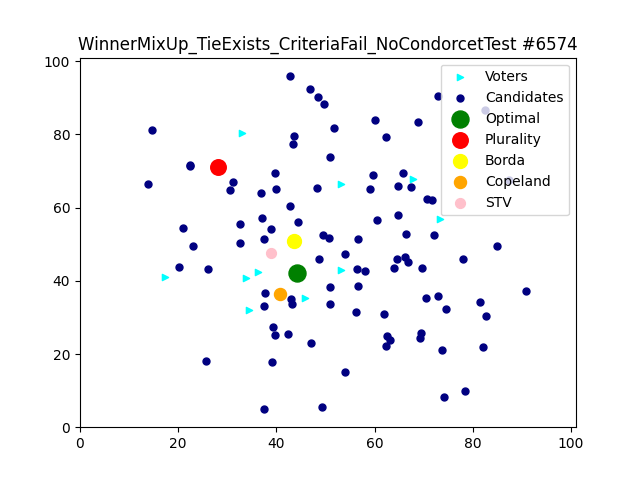 WinnerMixUp_TieExists_CriteriaFail_NoCondorcetTest #6574
100
80
60
40
20
0
0 20 40 60 80 100
Voters
Candidates
Optimal
Plurality
Borda
Copeland
STV